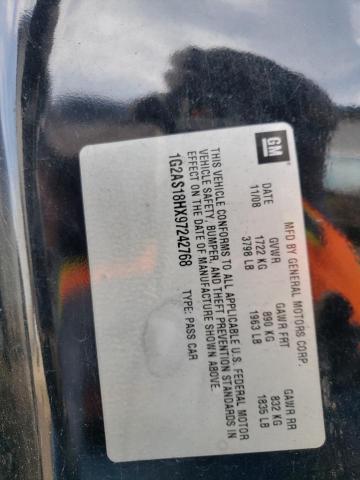 GM
MFD BY GENERAL MOTORS CORP.
DATE GVWR GAWR FRT GAWR RR
11/08 1722 KG 890 KG 832 KG
3798 LB 1963 LB 1835 LB
THIS VEHICLE CONFORMS TO ALL APPLICABLE U.S. FEDERAL MOTOR
VEHICLE SAFETY, BUMPER, AND THEFT PREVENTION STANDARDS IN
EFFECT ON THE DATE OF MANUFACTURE SHOWN ABOVE.
1G2AS18HX97242768 TYPE: PASS CAR